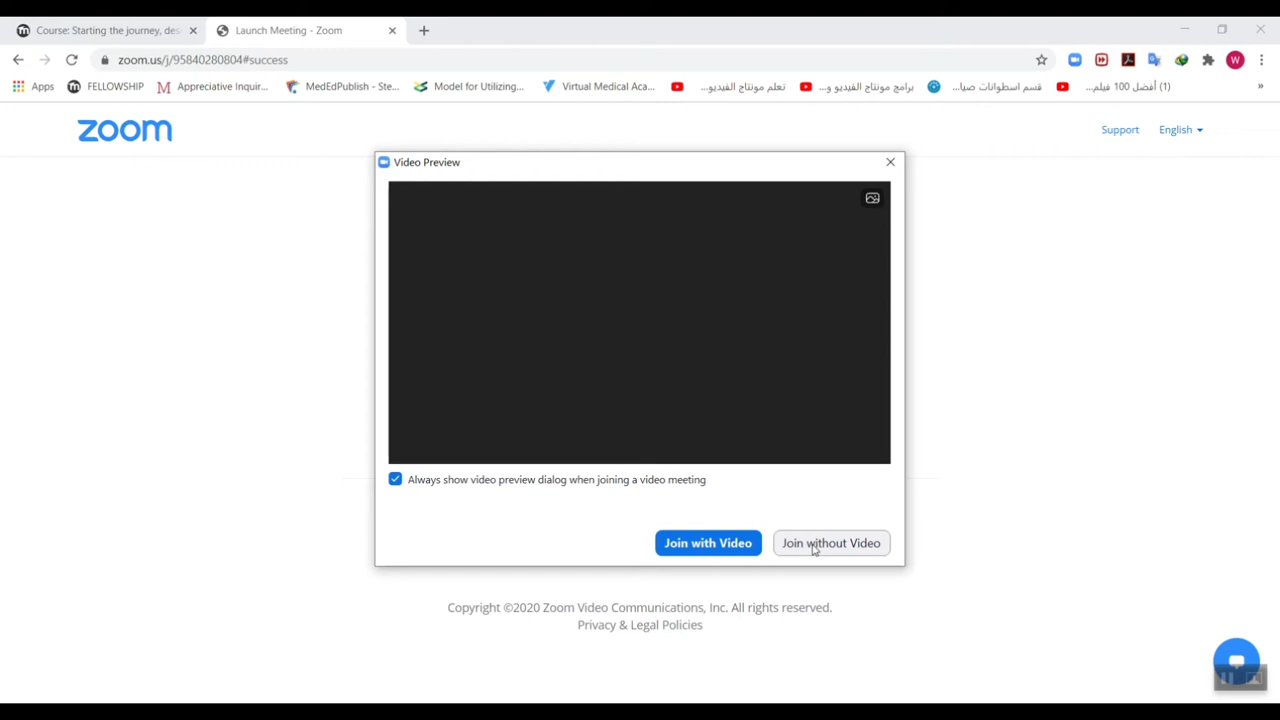 Course: Starting the journey, des
Launch Meeting - Zoom
zoom.us/j/95840280804#success
Apps
FELLOWSHIP
Appreciative Inquir...
MedEdPublish - Ste...
Model for Utilizing...
Virtual Medical Aca...
تعلم مونتاج الفيديو...
برامج مونتاج الفيديو و...
قسم اسطوانات صيا...
(1) أفضل 100 فيلم...
»
W
zoom
Support
English
Video Preview
Always show video preview dialog when joining a video meeting
Join with Video
Join without Video
Copyright ©2020 Zoom Video Communications, Inc. All rights reserved.
Privacy & Legal Policies